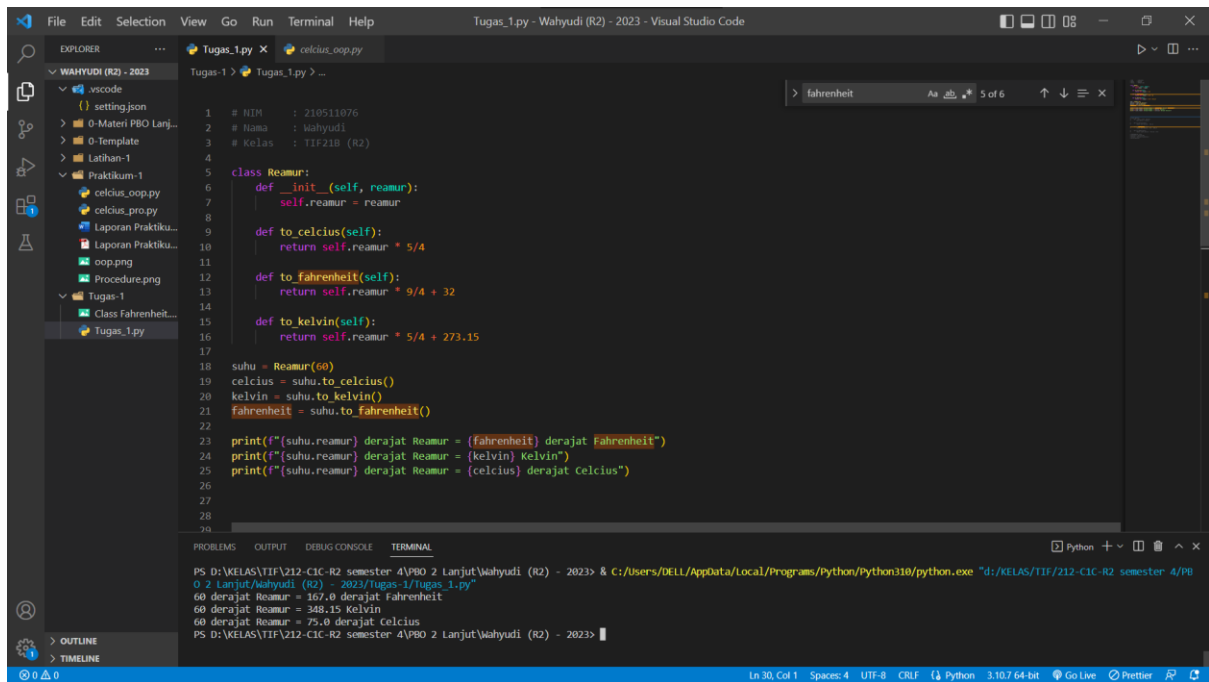 File Edit Selection View Go Run Terminal Help Tugas_1.py - Wahyudi (R2) - 2023 - Visual Studio Code
EXPLORER
WAHYUDI (R2) - 2023
.vscode
{} setting.json
0-Materi PBO Lanj...
0-Template
Latihan-1
Praktikum-1
celcius_oop.py
celcius_pro.py
Laporan Praktiku...
Laporan Praktiku...
oop.png
Procedure.png
Tugas-1
Class Fahrenheit....
Tugas_1.py
OUTLINE
TIMELINE
Tugas_1.py celcius_oop.py
Tugas-1 > Tugas_1.py > ...
fahrenheit Aa ab .* 5 of 6
1 # NIM : 210511076
2 # Nama : Wahyudi
3 # Kelas : TIF21B (R2)
4
5 class Reamur:
6 def __init__(self, reamur):
7 self.reamur = reamur
8
9 def to_celcius(self):
10 return self.reamur * 5/4
11
12 def to_fahrenheit(self):
13 return self.reamur * 9/4 + 32
14
15 def to_kelvin(self):
16 return self.reamur * 5/4 + 273.15
17
18 suhu = Reamur(60)
19 celcius = suhu.to_celcius()
20 kelvin = suhu.to_kelvin()
21 fahrenheit = suhu.to_fahrenheit()
22
23 print(f"{suhu.reamur} derajat Reamur = {fahrenheit} derajat Fahrenheit")
24 print(f"{suhu.reamur} derajat Reamur = {kelvin} Kelvin")
25 print(f"{suhu.reamur} derajat Reamur = {celcius} derajat Celcius")
26
27
28
29
PROBLEMS OUTPUT DEBUG CONSOLE TERMINAL Python
PS D:\KELAS\TIF\212-C1C-R2 semester 4\PBO 2 Lanjut\Wahyudi (R2) - 2023> & C:/Users/DELL/AppData/Local/Programs/Python/Python310/python.exe "d:/KELAS/TIF/212-C1C-R2 semester 4/PB
O 2 Lanjut/Wahyudi (R2) - 2023/Tugas-1/Tugas_1.py"
60 derajat Reamur = 167.0 derajat Fahrenheit
60 derajat Reamur = 348.15 Kelvin
60 derajat Reamur = 75.0 derajat Celcius
PS D:\KELAS\TIF\212-C1C-R2 semester 4\PBO 2 Lanjut\Wahyudi (R2) - 2023>
0 0 Ln 30, Col 1 Spaces: 4 UTF-8 CRLF Python 3.10.7 64-bit Go Live Prettier